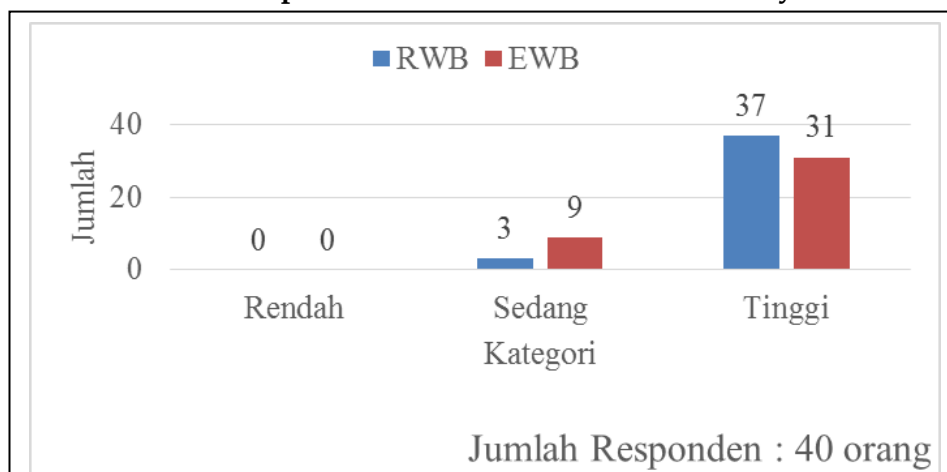 RWB EWB
40
20
0
Jumlah
0 0
3 9
37 31
Rendah Sedang Tinggi
Kategori
Jumlah Responden : 40 orang